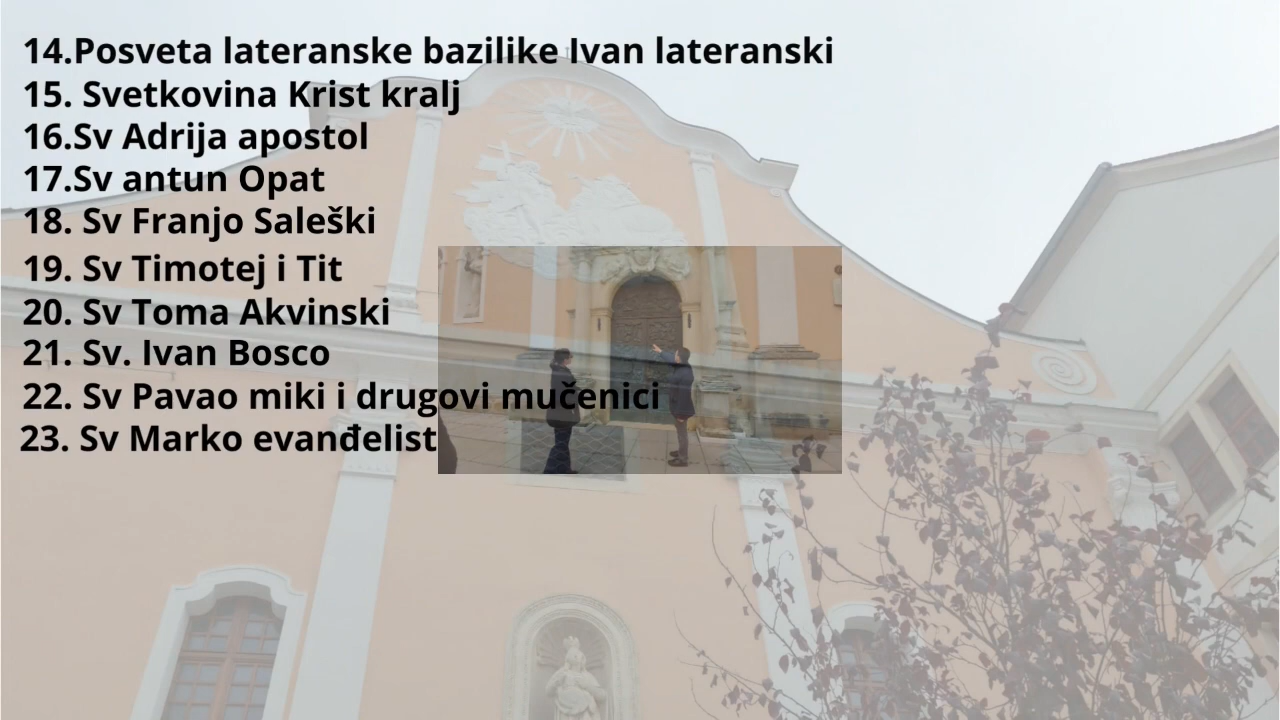 14.Posveta lateranske bazilike Ivan lateranski
15. Svetkovina Krist kralj
16.Sv Adrija apostol
17.Sv antun Opat
18. Sv Franjo Saleški
19. Sv Timotej i Tit
20. Sv Toma Akvinski
21. Sv. Ivan Bosco
22. Sv Pavao miki i drugovi mučenici
23. Sv Marko evanđelist